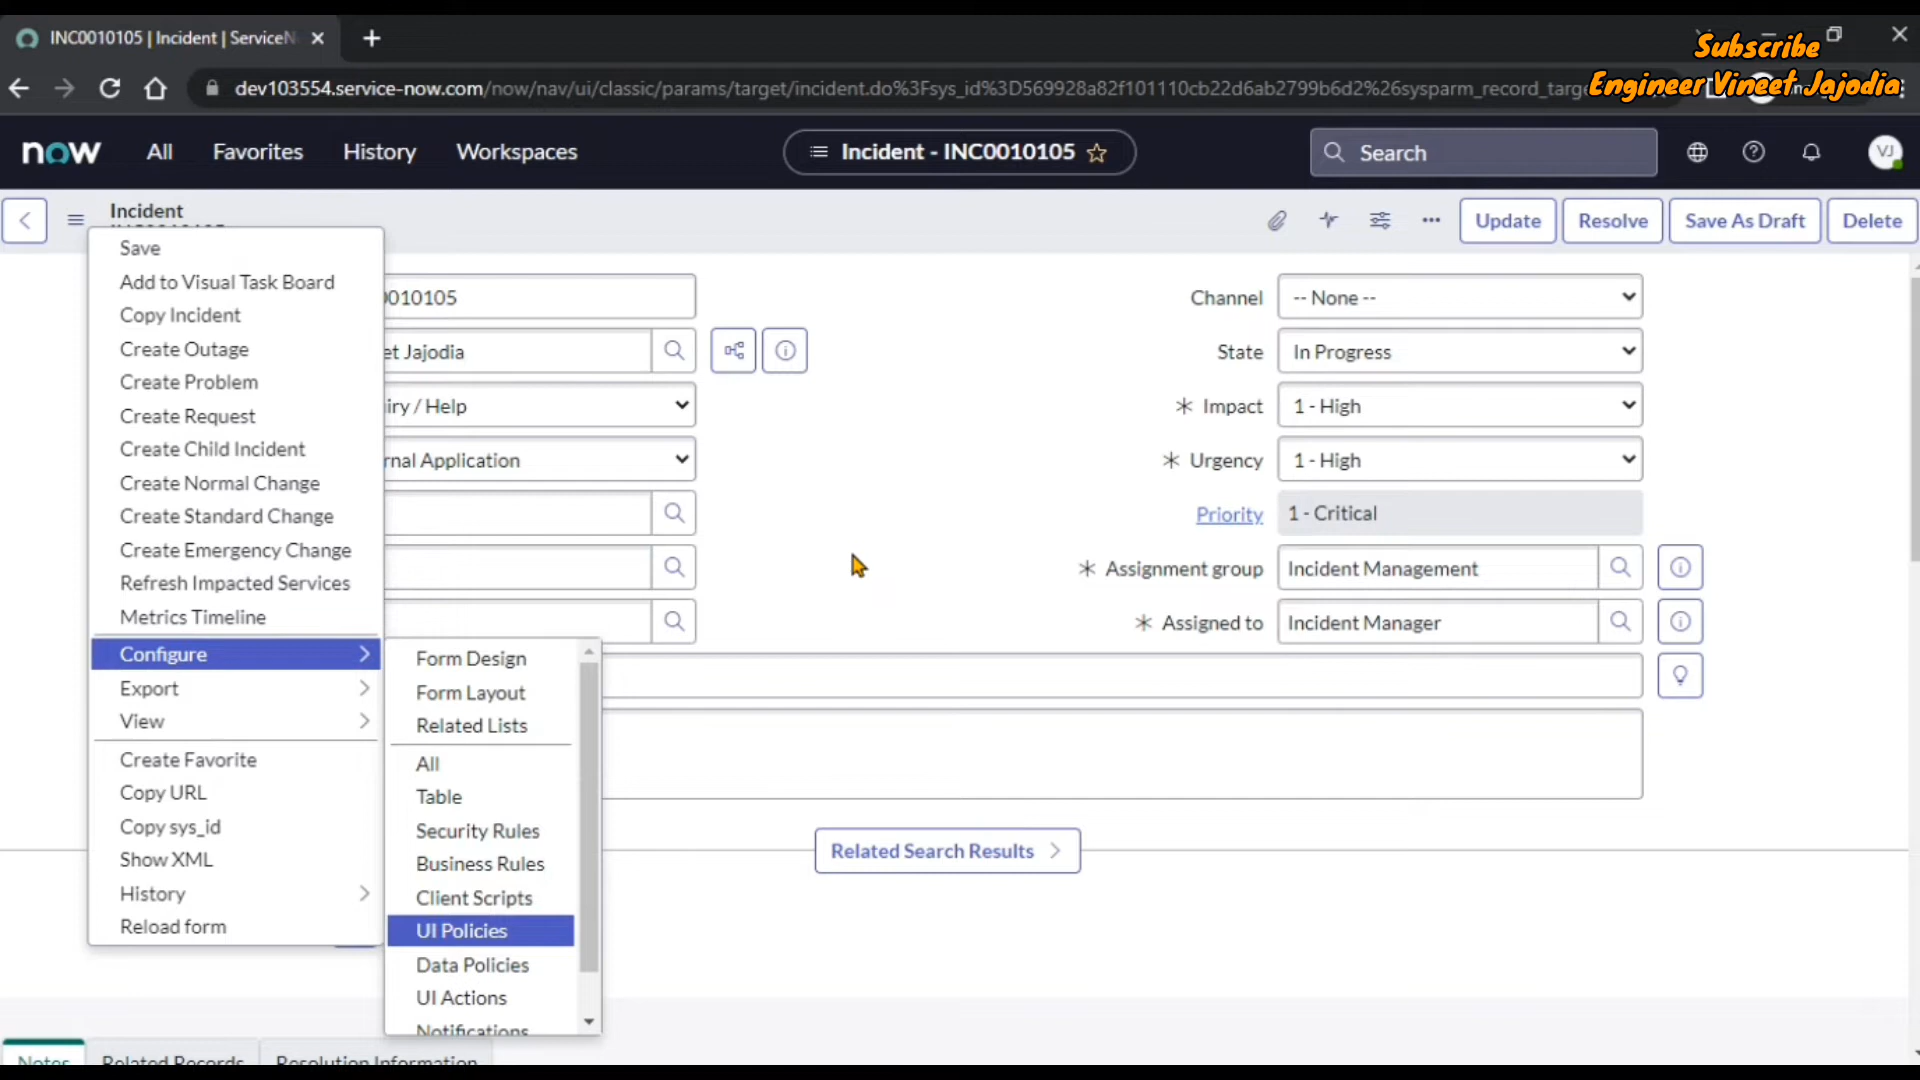 INC0010105 | Incident | ServiceN
Subscribe
Engineer Vineet Jajodia
dev103554.service-now.com/now/nav/ui/classic/params/target/incident.do%3Fsys_id%3D569928a82f101110cb22d6ab2799b6d2%26sysparm_record_targe
now
All
Favorites
History
Workspaces
Incident - INC0010105
Search
VJ
Incident
Update
Resolve
Save As Draft
Delete
Save
Add to Visual Task Board
Copy Incident
Create Outage
Create Problem
Create Request
Create Child Incident
Create Normal Change
Create Standard Change
Create Emergency Change
Refresh Impacted Services
Metrics Timeline
Configure
Export
View
Create Favorite
Copy URL
Copy sys_id
Show XML
History
Reload form
Form Design
Form Layout
Related Lists
All
Table
Security Rules
Business Rules
Client Scripts
UI Policies
Data Policies
UI Actions
Notifications
0010105
et Jajodia
iry / Help
rnal Application
Channel
-- None --
State
In Progress
* Impact
1 - High
* Urgency
1 - High
Priority
1 - Critical
* Assignment group
Incident Management
* Assigned to
Incident Manager
Related Search Results
Notes
Related Records
Resolution Information